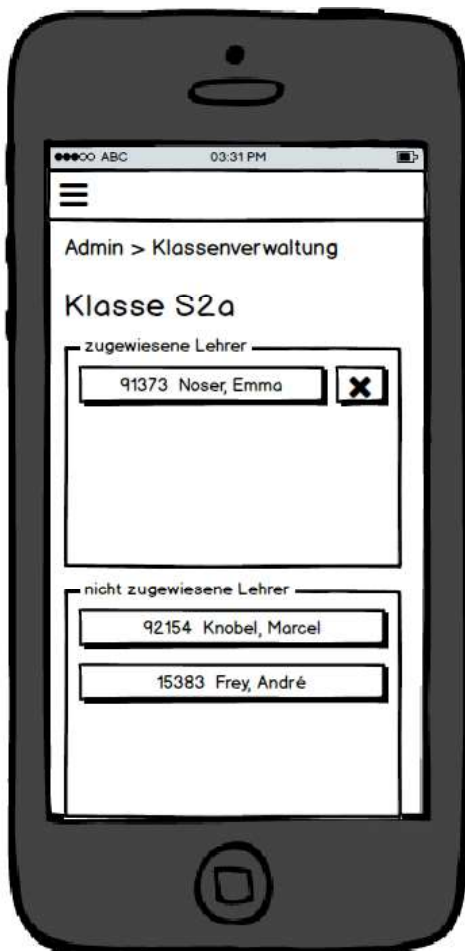 ABC 03:31 PM
Admin > Klassenverwaltung
Klasse S2a
zugewiesene Lehrer
91373 Noser, Emma
nicht zugewiesene Lehrer
92154 Knobel, Marcel
15383 Frey, André